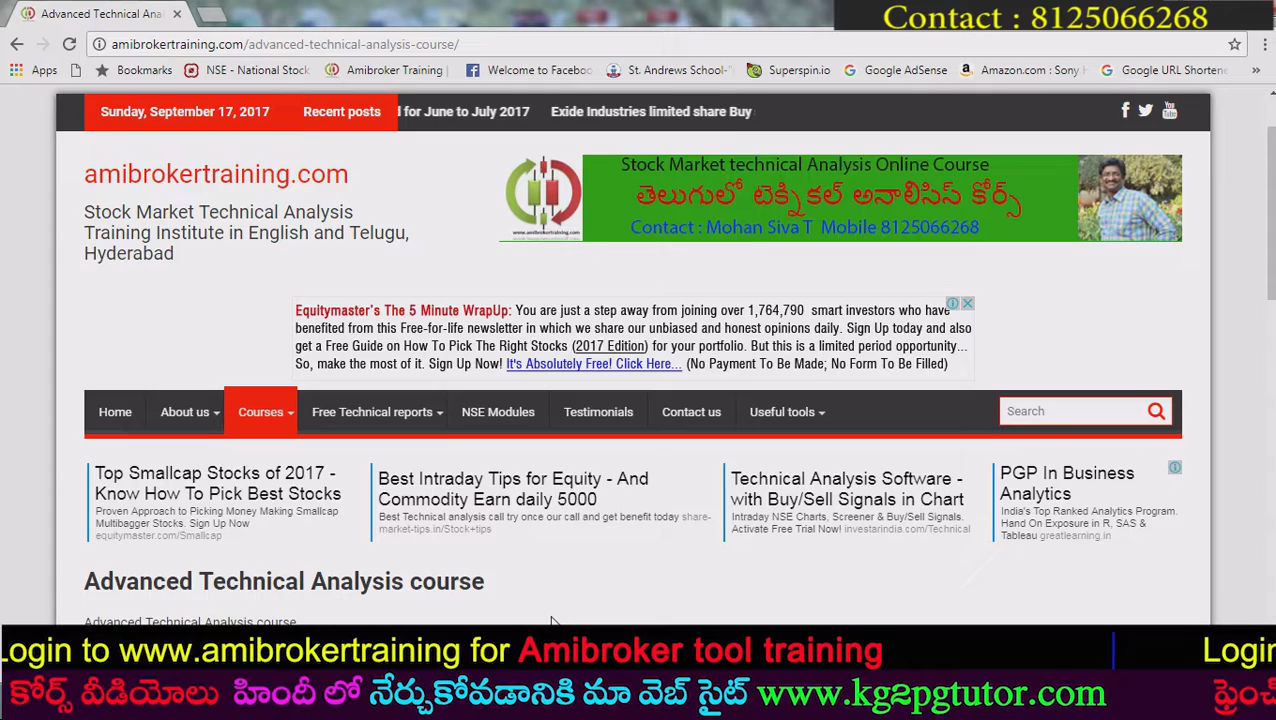 Advanced Technical Ana
Contact : 8125066268
amibrokertraining.com/advanced-technical-analysis-course/
Apps
Bookmarks
NSE - National Stock
Amibroker Training |
Welcome to Faceboo
St. Andrews School-"
Superspin.io
Google AdSense
Amazon.com : Sony H
Google URL Shortene
Sunday, September 17, 2017
Recent posts
d for June to July 2017
Exide Industries limited share Buy
amibrokertraining.com
Stock Market Technical Analysis
Training Institute in English and Telugu,
Hyderabad
www.amibrokertraining.com
Stock Market technical Analysis Online Course
తెలుగులో టెక్నికల్ అనాలిసిస్ కోర్స్
Contact : Mohan Siva T Mobile 8125066268
Equitymaster's The 5 Minute WrapUp: You are just a step away from joining over 1,764,790 smart investors who have
benefited from this Free-for-life newsletter in which we share our unbiased and honest opinions daily. Sign Up today and also
get a Free Guide on How To Pick The Right Stocks (2017 Edition) for your portfolio. But this is a limited period opportunity...
So, make the most of it. Sign Up Now! It's Absolutely Free! Click Here... (No Payment To Be Made; No Form To Be Filled)
Home
About us
Courses
Free Technical reports
NSE Modules
Testimonials
Contact us
Useful tools
Search
Top Smallcap Stocks of 2017 -
Know How To Pick Best Stocks
Proven Approach to Picking Money Making Smallcap
Multibagger Stocks. Sign Up Now
equitymaster.com/Smallcap
Best Intraday Tips for Equity - And
Commodity Earn daily 5000
Best Technical analysis call try once our call and get benefit today share-
market-tips.in/Stock+tips
Technical Analysis Software -
with Buy/Sell Signals in Chart
Intraday NSE Charts, Screener & Buy/Sell Signals.
Activate Free Trial Now! investarindia.com/Technical
PGP In Business
Analytics
India's Top Ranked Analytics Program.
Hand On Exposure in R, SAS &
Tableau greatlearning.in
Advanced Technical Analysis course
Advanced Technical Analysis course
Login to www.amibrokertraining for Amibroker tool training
Login
కోర్స్ వీడియోలు హిందీ లో నేర్చుకోవడానికి మా వెబ్ సైట్ www.kg2pgtutor.com